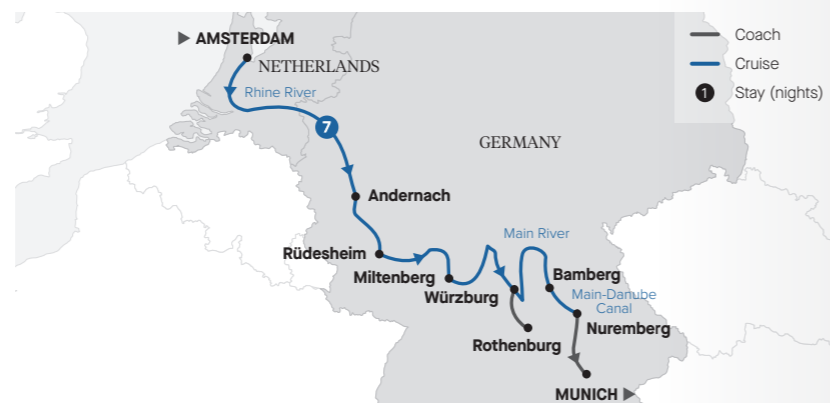 AMSTERDAM
NETHERLANDS
Rhine River
7
GERMANY
Coach
Cruise
1 Stay (nights)
Andernach
Rüdesheim
Main River
Miltenberg
Würzburg
Bamberg
Main-Danube
Canal
Nuremberg
Rothenburg
MUNICH